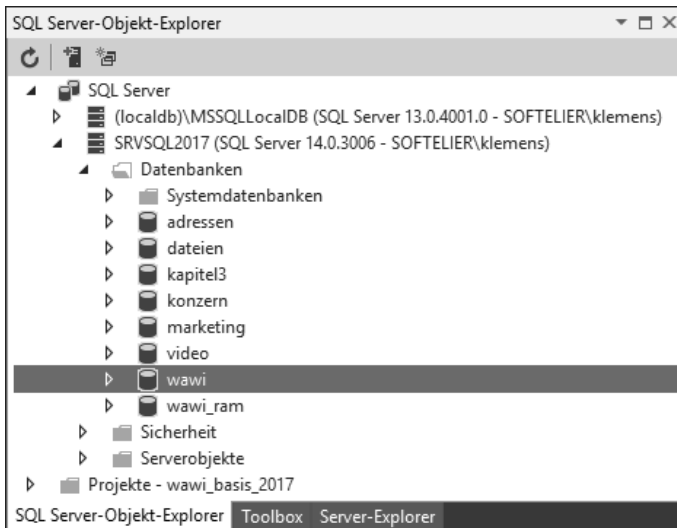 SQL Server-Objekt-Explorer
SQL Server
(localdb)\MSSQLLocalDB (SQL Server 13.0.4001.0 - SOFTELIER\klemens)
SRVSQL2017 (SQL Server 14.0.3006 - SOFTELIER\klemens)
Datenbanken
Systemdatenbanken
adressen
dateien
kapitel3
konzern
marketing
video
wawi
wawi_ram
Sicherheit
Serverobjekte
Projekte - wawi_basis_2017
SQL Server-Objekt-Explorer Toolbox Server-Explorer